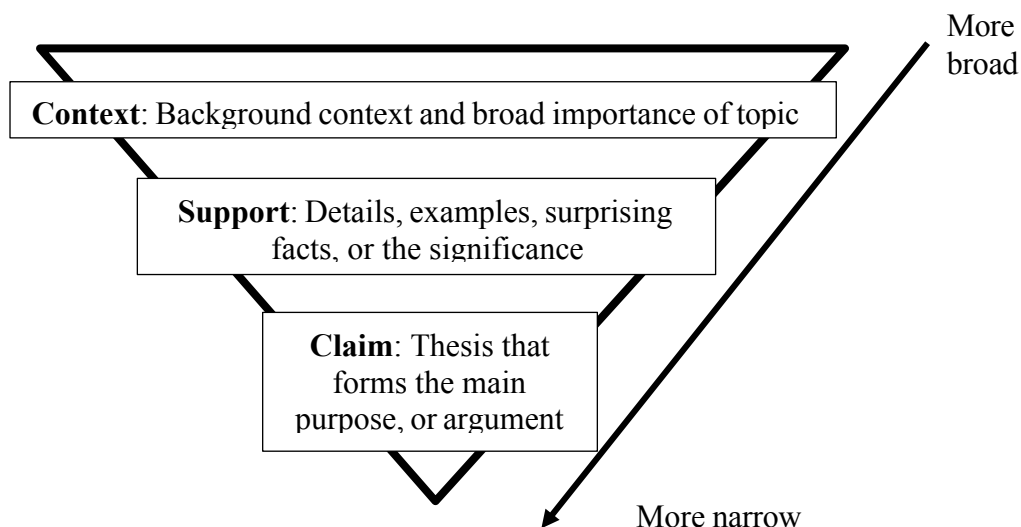 More
broad
Context: Background context and broad importance of topic
Support: Details, examples, surprising
facts, or the significance
Claim: Thesis that
forms the main
purpose, or argument
More narrow